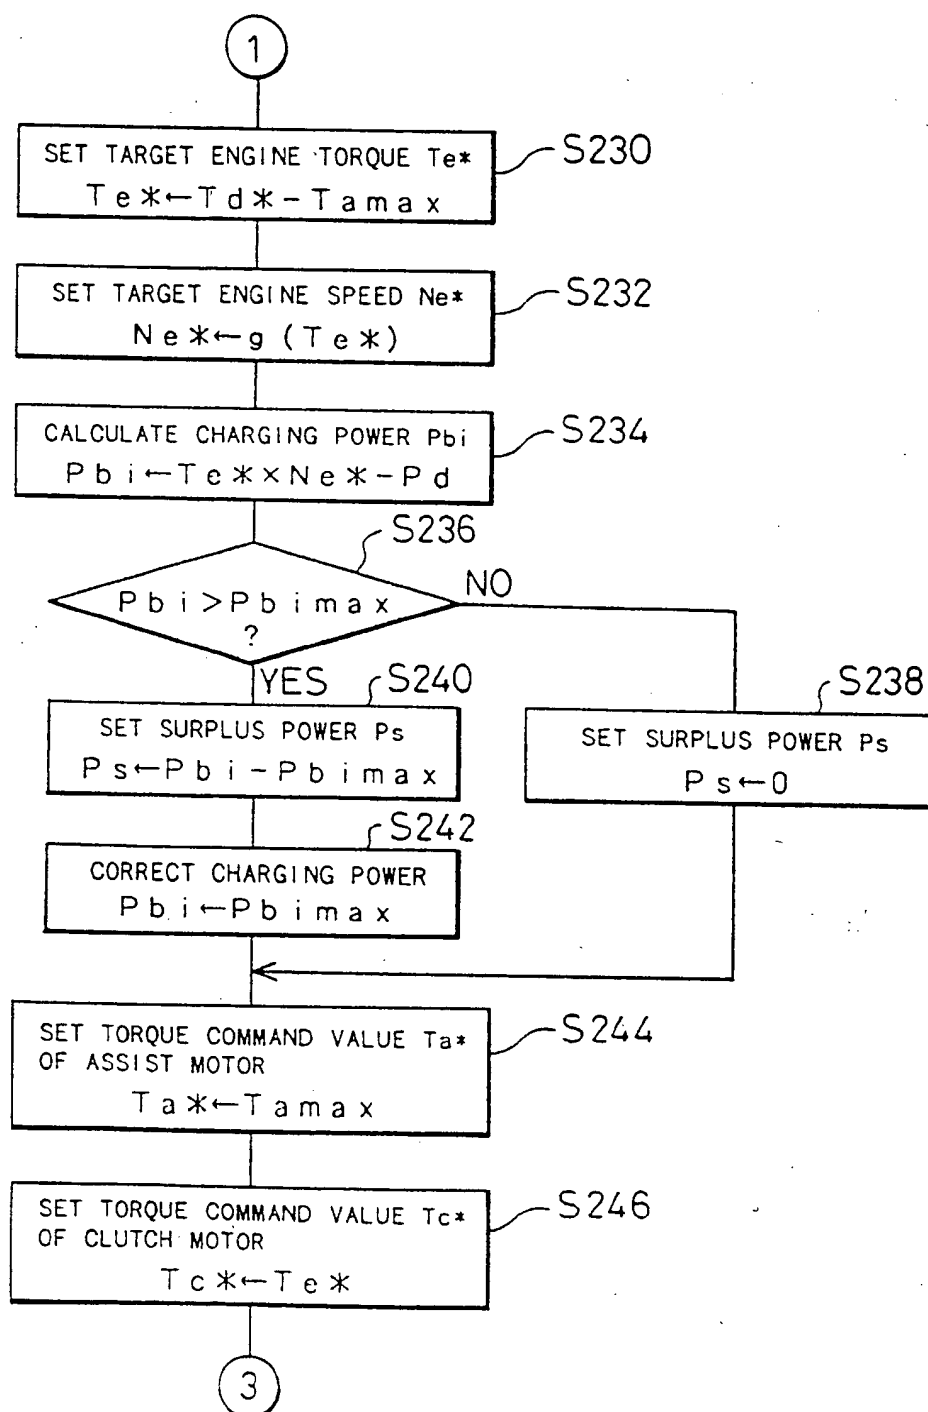 1
SET TARGET ENGINE TORQUE Te*
Te*←Td*-Tamax
S230
SET TARGET ENGINE SPEED Ne*
Ne*←g(Te*)
S232
CALCULATE CHARGING POWER Pbi
Pbi←Te*×Ne*-Pd
S234
S236
Pbi>Pbimax
?
NO
YES
S240
SET SURPLUS POWER Ps
Ps←Pbi-Pbimax
S238
SET SURPLUS POWER Ps
Ps←0
S242
CORRECT CHARGING POWER
Pbi←Pbimax
SET TORQUE COMMAND VALUE Ta*
OF ASSIST MOTOR
Ta*←Tamax
S244
SET TORQUE COMMAND VALUE Tc*
OF CLUTCH MOTOR
Tc*←Te*
S246
3